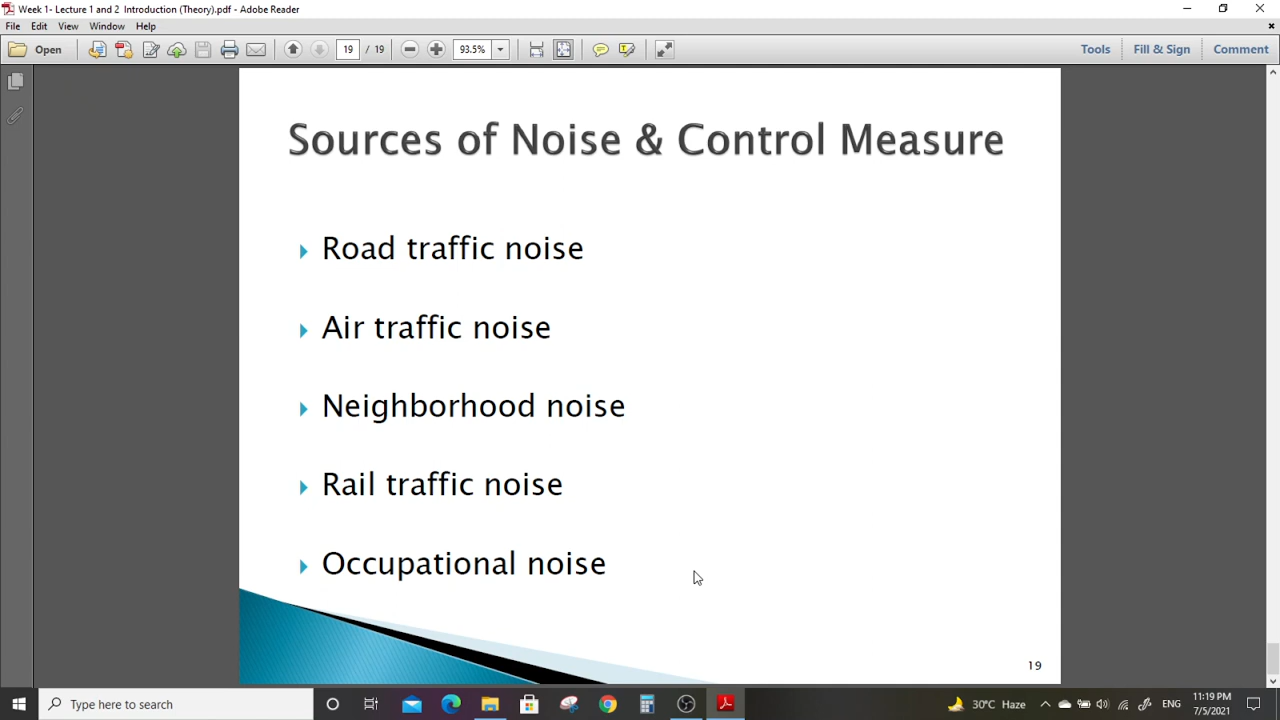 Week 1- Lecture 1 and 2 Introduction (Theory).pdf - Adobe Reader
File Edit View Window Help
Open 19 / 19 93.5% Tools Fill & Sign Comment
Sources of Noise & Control Measure
Road traffic noise
Air traffic noise
Neighborhood noise
Rail traffic noise
Occupational noise
19
Type here to search 30°C Haze ENG 11:19 PM
7/5/2021